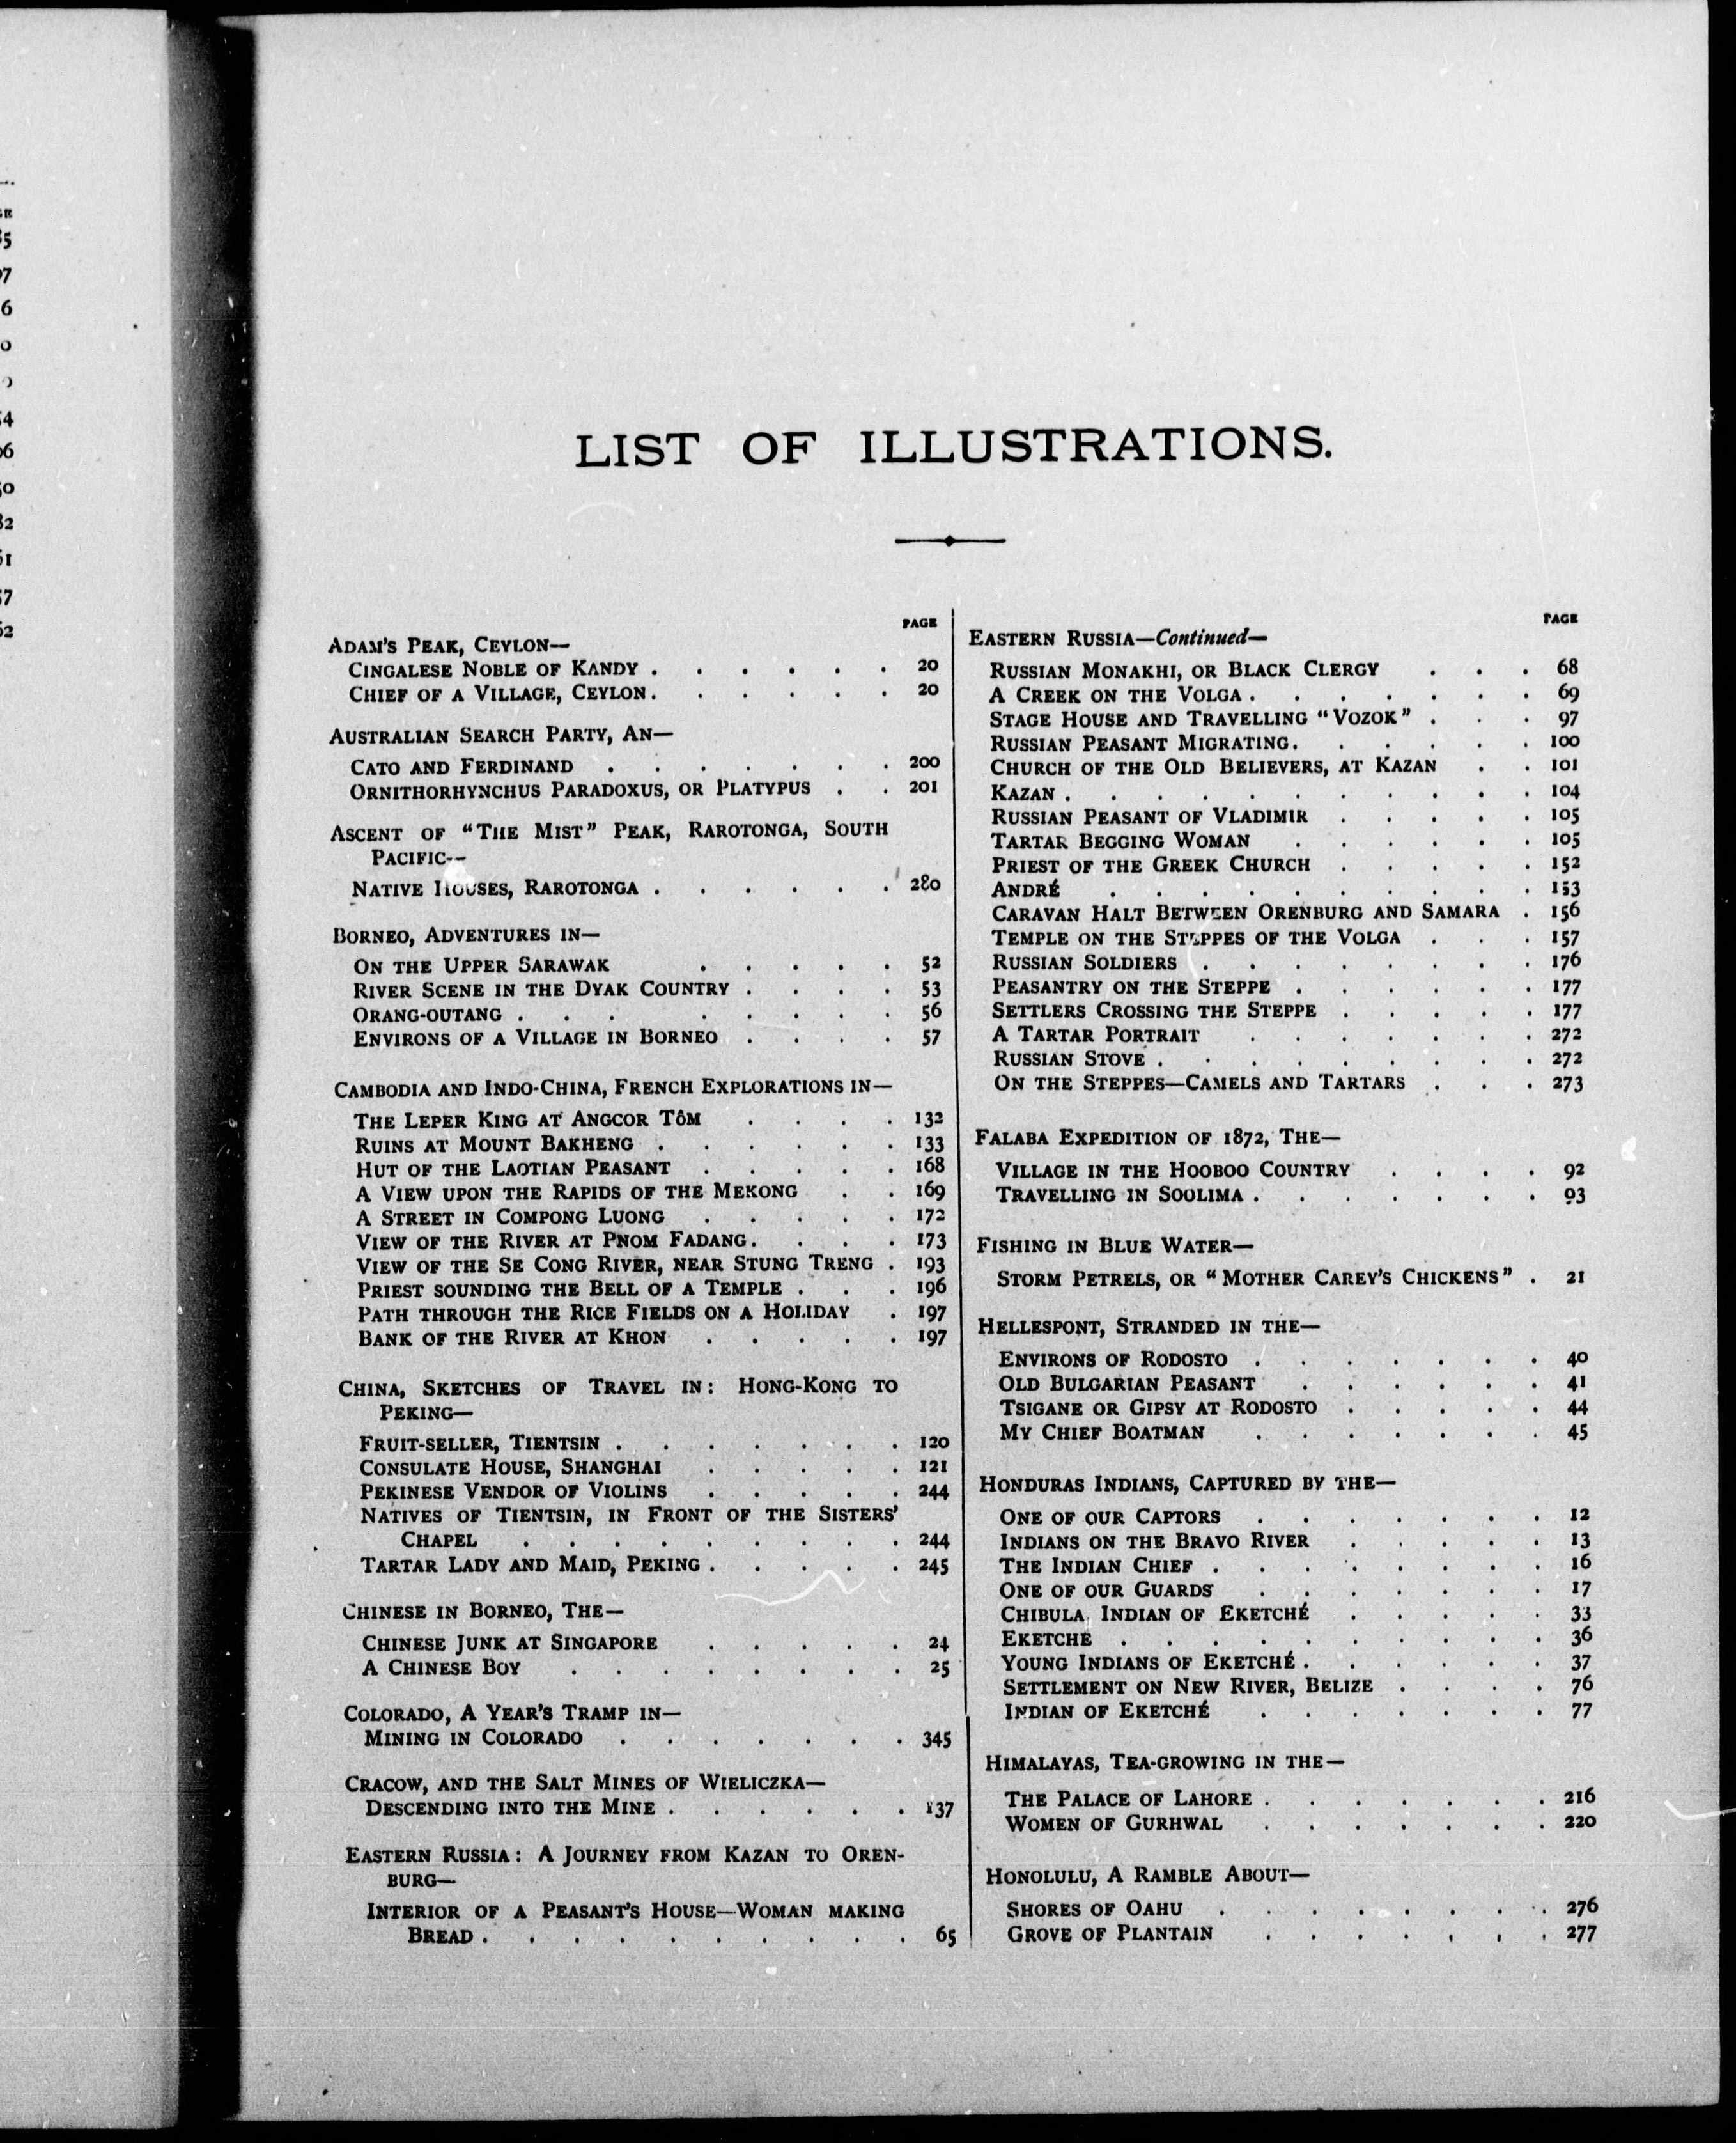 LIST OF ILLUSTRATIONS.
PAGE
ADAM'S PEAK, CEYLON—
CINGALESE NOBLE OF KANDY . . . . . . 20
CHIEF OF A VILLAGE, CEYLON . . . . . . 20
AUSTRALIAN SEARCH PARTY, AN—
CATO AND FERDINAND . . . . . . . 200
ORNITHORHYNCHUS PARADOXUS, OR PLATYPUS . . 201
ASCENT OF "THE MIST" PEAK, RAROTONGA, SOUTH
PACIFIC—
NATIVE HOUSES, RAROTONGA . . . . . . 280
BORNEO, ADVENTURES IN—
ON THE UPPER SARAWAK . . . . . 52
RIVER SCENE IN THE DYAK COUNTRY . . . . 53
ORANG-OUTANG . . . . . . . . 56
ENVIRONS OF A VILLAGE IN BORNEO . . . . 57
CAMBODIA AND INDO-CHINA, FRENCH EXPLORATIONS IN—
THE LEPER KING AT ANGCOR TÔM . . . . 132
RUINS AT MOUNT BAKHENG . . . . . . 133
HUT OF THE LAOTIAN PEASANT . . . . . 168
A VIEW UPON THE RAPIDS OF THE MEKONG . . 169
A STREET IN COMPONG LUONG . . . . . 172
VIEW OF THE RIVER AT PNOM FADANG . . . . 173
VIEW OF THE SE CONG RIVER, NEAR STUNG TRENG . 193
PRIEST SOUNDING THE BELL OF A TEMPLE . . . 196
PATH THROUGH THE RICE FIELDS ON A HOLIDAY . 197
BANK OF THE RIVER AT KHON . . . . . 197
CHINA, SKETCHES OF TRAVEL IN: HONG-KONG TO
PEKING—
FRUIT-SELLER, TIENTSIN . . . . . . . 120
CONSULATE HOUSE, SHANGHAI . . . . . 121
PEKINESE VENDOR OF VIOLINS . . . . . 244
NATIVES OF TIENTSIN, IN FRONT OF THE SISTERS'
CHAPEL . . . . . . . . . 244
TARTAR LADY AND MAID, PEKING . . . . . 245
CHINESE IN BORNEO, THE—
CHINESE JUNK AT SINGAPORE . . . . . 24
A CHINESE BOY . . . . . . . . 25
COLORADO, A YEAR'S TRAMP IN—
MINING IN COLORADO . . . . . . . 345
CRACOW, AND THE SALT MINES OF WIELICZKA—
DESCENDING INTO THE MINE . . . . . . 137
EASTERN RUSSIA: A JOURNEY FROM KAZAN TO OREN-
BURG—
INTERIOR OF A PEASANT'S HOUSE—WOMAN MAKING
BREAD . . . . . . . . . . 65
PAGE
EASTERN RUSSIA—Continued—
RUSSIAN MONAKHI, OR BLACK CLERGY . . . 68
A CREEK ON THE VOLGA . . . . . . . 69
STAGE HOUSE AND TRAVELLING "VOZOK" . . . 97
RUSSIAN PEASANT MIGRATING . . . . . . 100
CHURCH OF THE OLD BELIEVERS, AT KAZAN . . 101
KAZAN . . . . . . . . . . . 104
RUSSIAN PEASANT OF VLADIMIR . . . . . 105
TARTAR BEGGING WOMAN . . . . . . 105
PRIEST OF THE GREEK CHURCH . . . . . 152
ANDRÉ . . . . . . . . . . 153
CARAVAN HALT BETWEEN ORENBURG AND SAMARA . 156
TEMPLE ON THE STEPPES OF THE VOLGA . . . 157
RUSSIAN SOLDIERS . . . . . . . . 176
PEASANTRY ON THE STEPPE . . . . . . 177
SETTLERS CROSSING THE STEPPE . . . . . 177
A TARTAR PORTRAIT . . . . . . . 272
RUSSIAN STOVE . . . . . . . . . 272
ON THE STEPPES—CAMELS AND TARTARS . . . 273
FALABA EXPEDITION OF 1872, THE—
VILLAGE IN THE HOOBOO COUNTRY . . . . 92
TRAVELLING IN SOOLIMA . . . . . . . 93
FISHING IN BLUE WATER—
STORM PETRELS, OR "MOTHER CAREY'S CHICKENS" . 21
HELLESPONT, STRANDED IN THE—
ENVIRONS OF RODOSTO . . . . . . . 40
OLD BULGARIAN PEASANT . . . . . . 41
TSIGANE OR GIPSY AT RODOSTO . . . . . 44
MY CHIEF BOATMAN . . . . . . . 45
HONDURAS INDIANS, CAPTURED BY THE—
ONE OF OUR CAPTORS . . . . . . . 12
INDIANS ON THE BRAVO RIVER . . . . . 13
THE INDIAN CHIEF . . . . . . . . 16
ONE OF OUR GUARDS . . . . . . . 17
CHIBULA, INDIAN OF EKETCHÉ . . . . . 33
EKETCHÉ . . . . . . . . . . 36
YOUNG INDIANS OF EKETCHÉ . . . . . . 37
SETTLEMENT ON NEW RIVER, BELIZE . . . . 76
INDIAN OF EKETCHÉ . . . . . . . 77
HIMALAYAS, TEA-GROWING IN THE—
THE PALACE OF LAHORE . . . . . . . 216
WOMEN OF GURHWAL . . . . . . . 220
HONOLULU, A RAMBLE ABOUT—
SHORES OF OAHU . . . . . . . . 276
GROVE OF PLANTAIN . . . . . . . 277